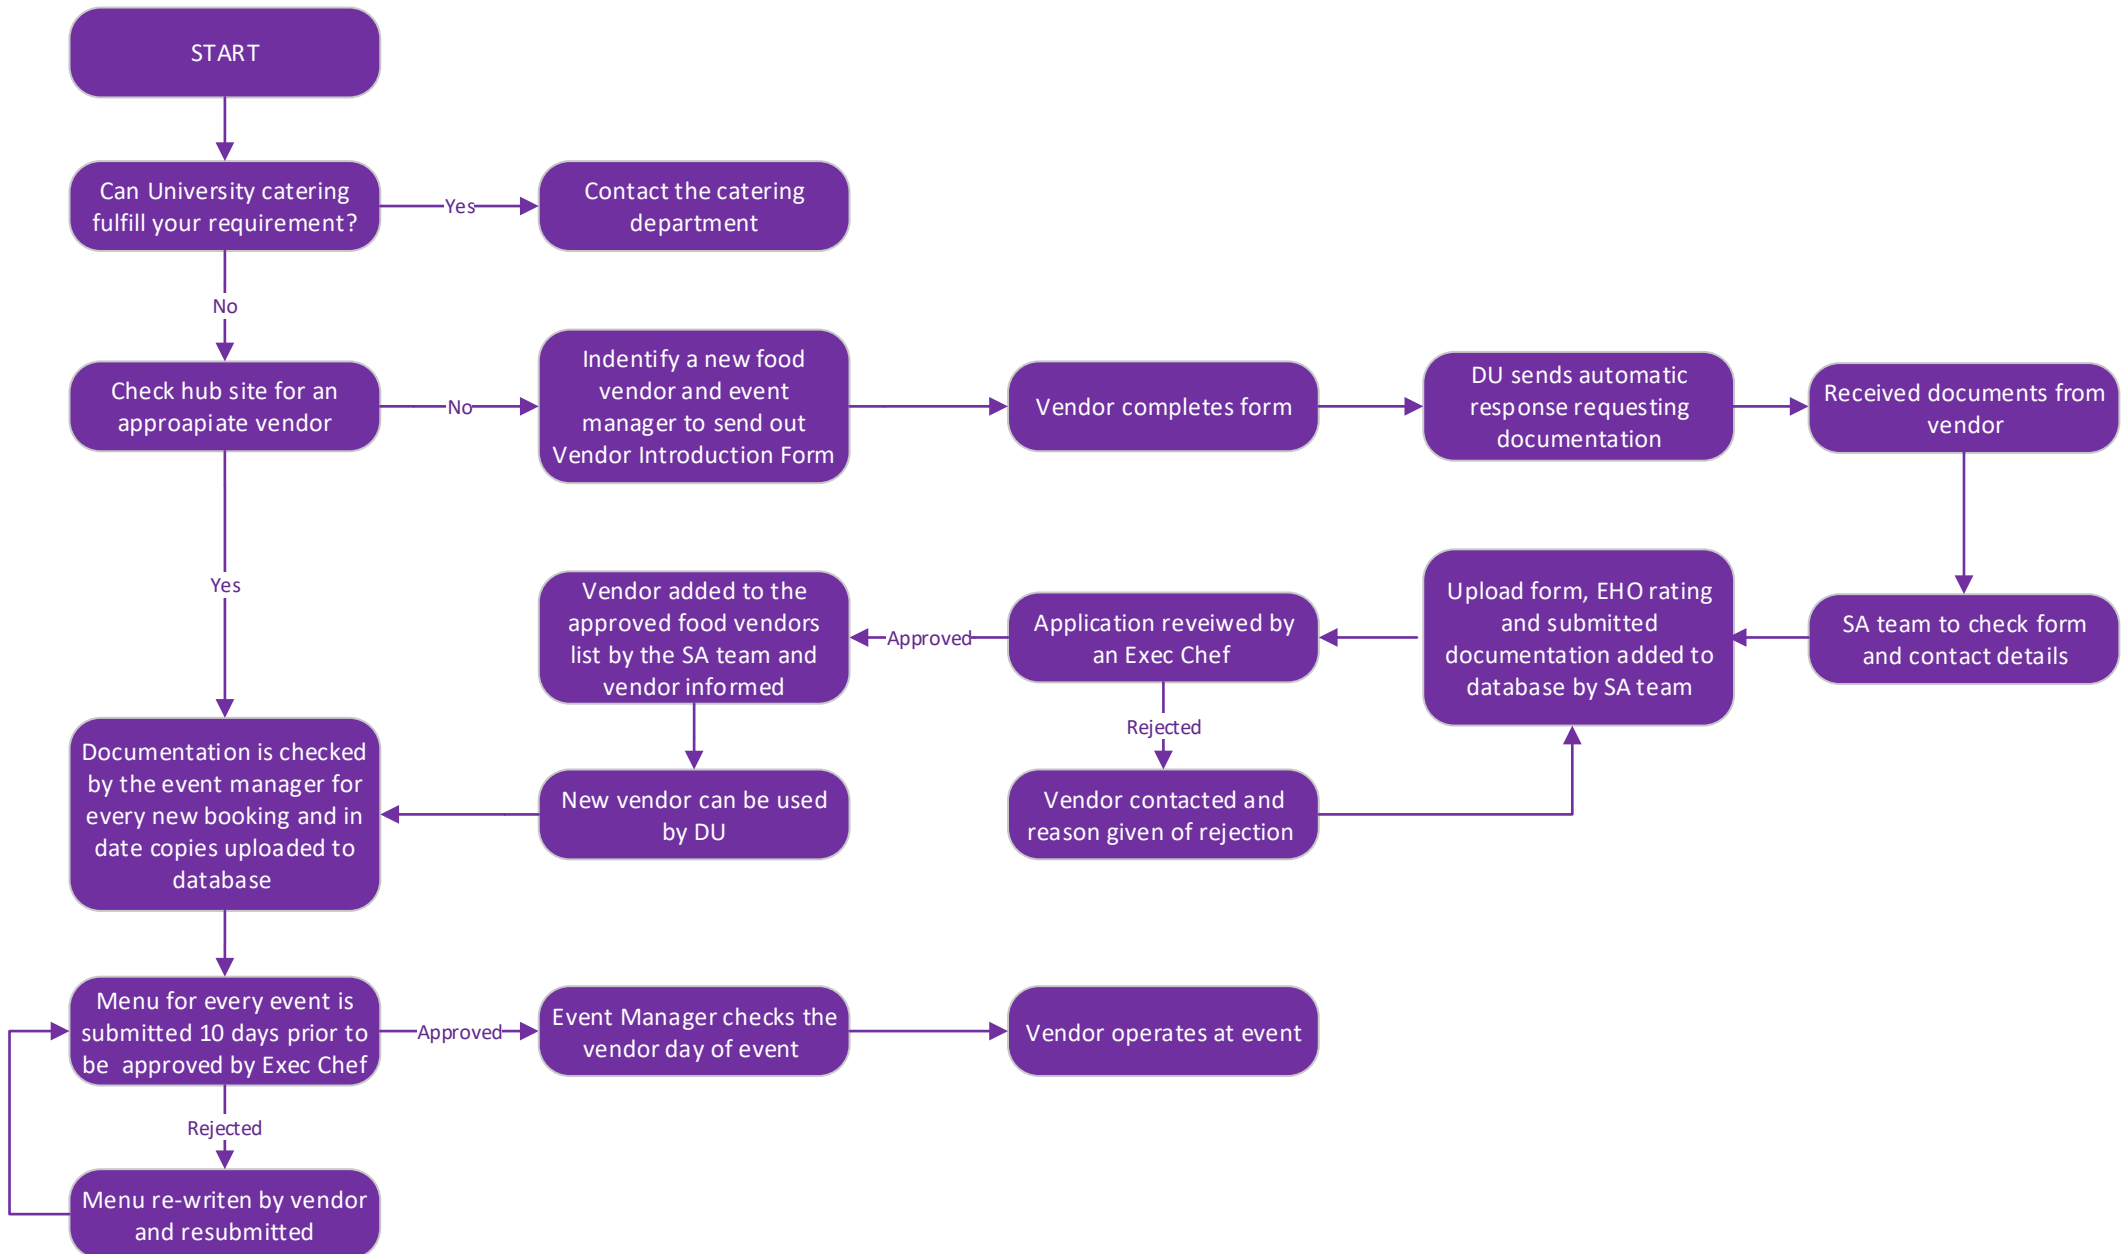 START
Can University catering
fulfill your requirement?
Yes
Contact the catering
department
No
Check hub site for an
approapiate vendor
No
Indentify a new food
vendor and event
manager to send out
Vendor Introduction Form
Vendor completes form
DU sends automatic
response requesting
documentation
Received documents from
vendor
Yes
Vendor added to the
approved food vendors
list by the SA team and
vendor informed
Approved
Application reveiwed by
an Exec Chef
Upload form, EHO rating
and submitted
documentation added to
database by SA team
SA team to check form
and contact details
Rejected
Documentation is checked
by the event manager for
every new booking and in
date copies uploaded to
database
New vendor can be used
by DU
Vendor contacted and
reason given of rejection
Menu for every event is
submitted 10 days prior to
be  approved by Exec Chef
Approved
Event Manager checks the
vendor day of event
Vendor operates at event
Rejected
Menu re-writen by vendor
and resubmitted